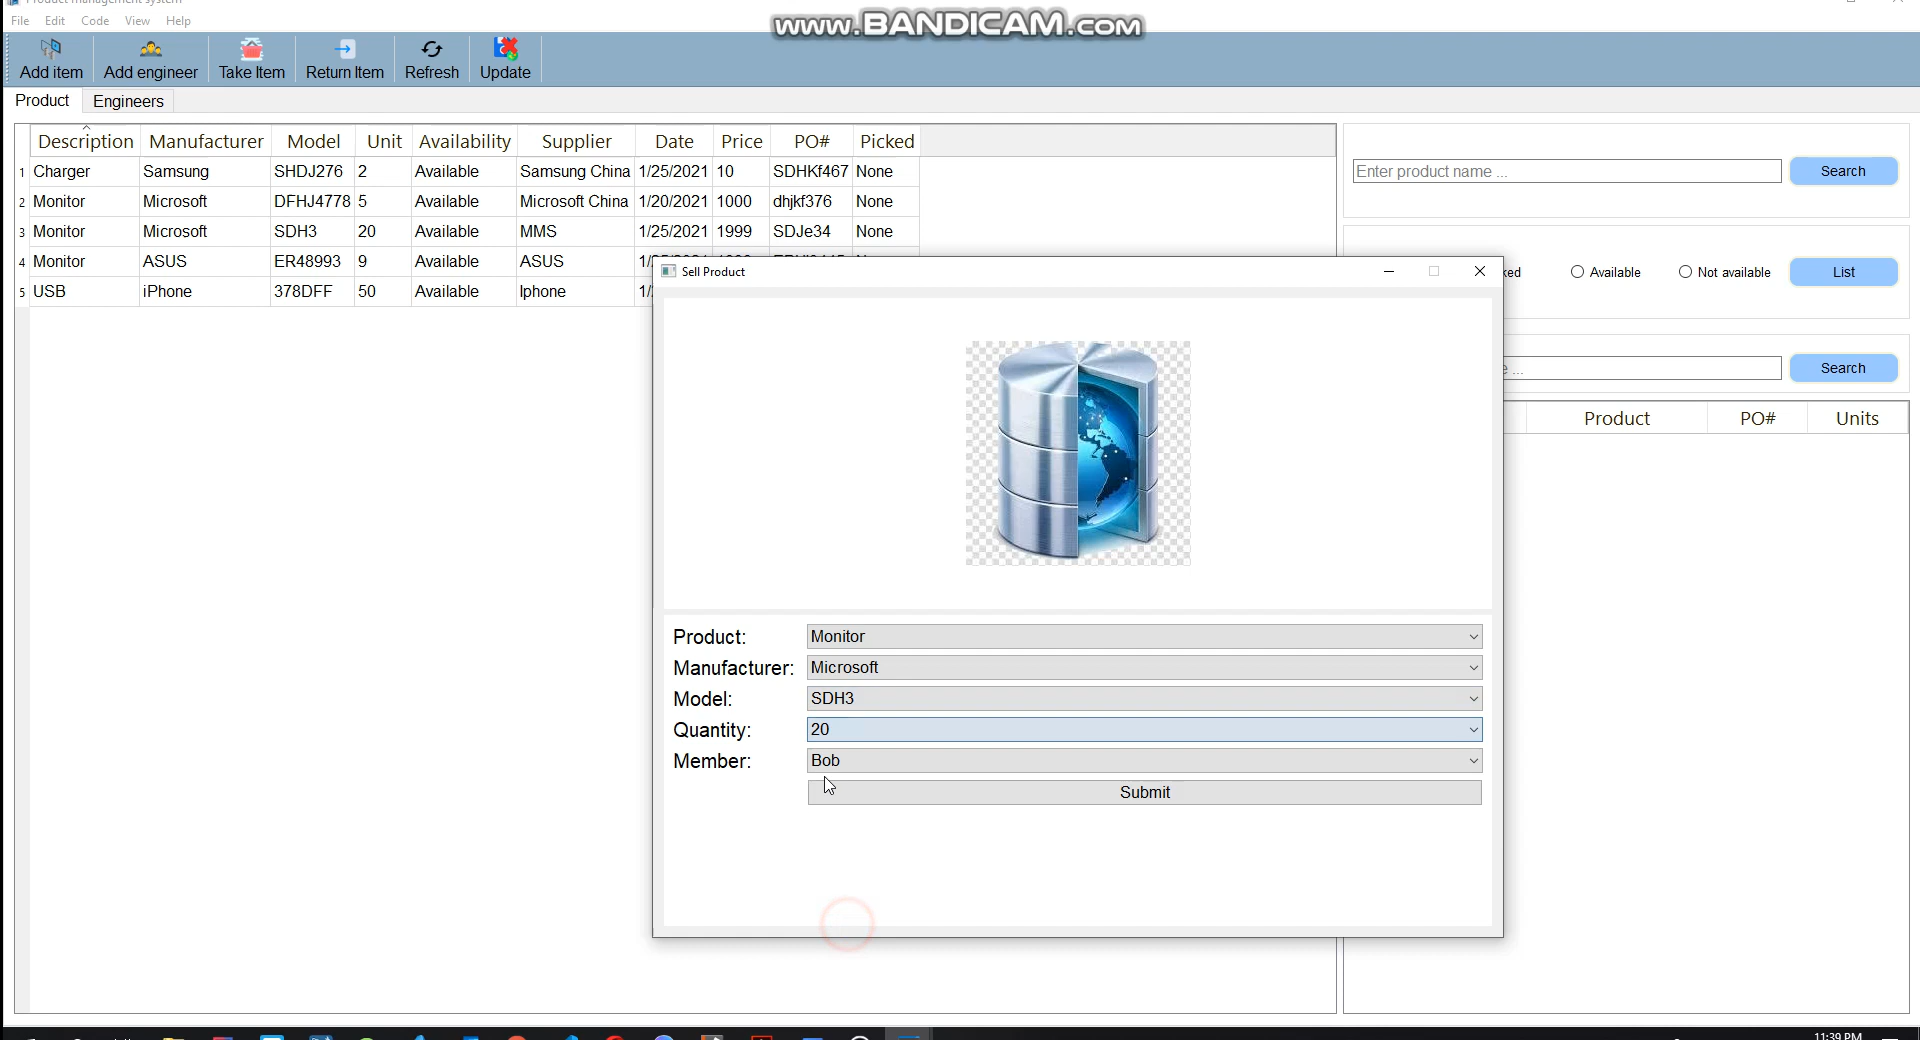 Product management system
File Edit Code View Help
www.BANDICAM.com
Add item Add engineer Take Item Return Item Refresh Update
Product Engineers
Description Manufacturer Model Unit Availability Supplier Date Price PO# Picked
1 Charger Samsung SHDJ276 2 Available Samsung China 1/25/2021 10 SDHKf467 None
2 Monitor Microsoft DFHJ4778 5 Available Microsoft China 1/20/2021 1000 dhjkf376 None
3 Monitor Microsoft SDH3 20 Available MMS 1/25/2021 1999 SDJe34 None
4 Monitor ASUS ER48993 9 Available ASUS
5 USB iPhone 378DFF 50 Available Iphone 1/
Enter product name ... Search
ked Available Not available List
e ... Search
Product PO# Units
Sell Product
Product: Monitor
Manufacturer: Microsoft
Model: SDH3
Quantity: 20
Member: Bob
Submit
11:39 PM